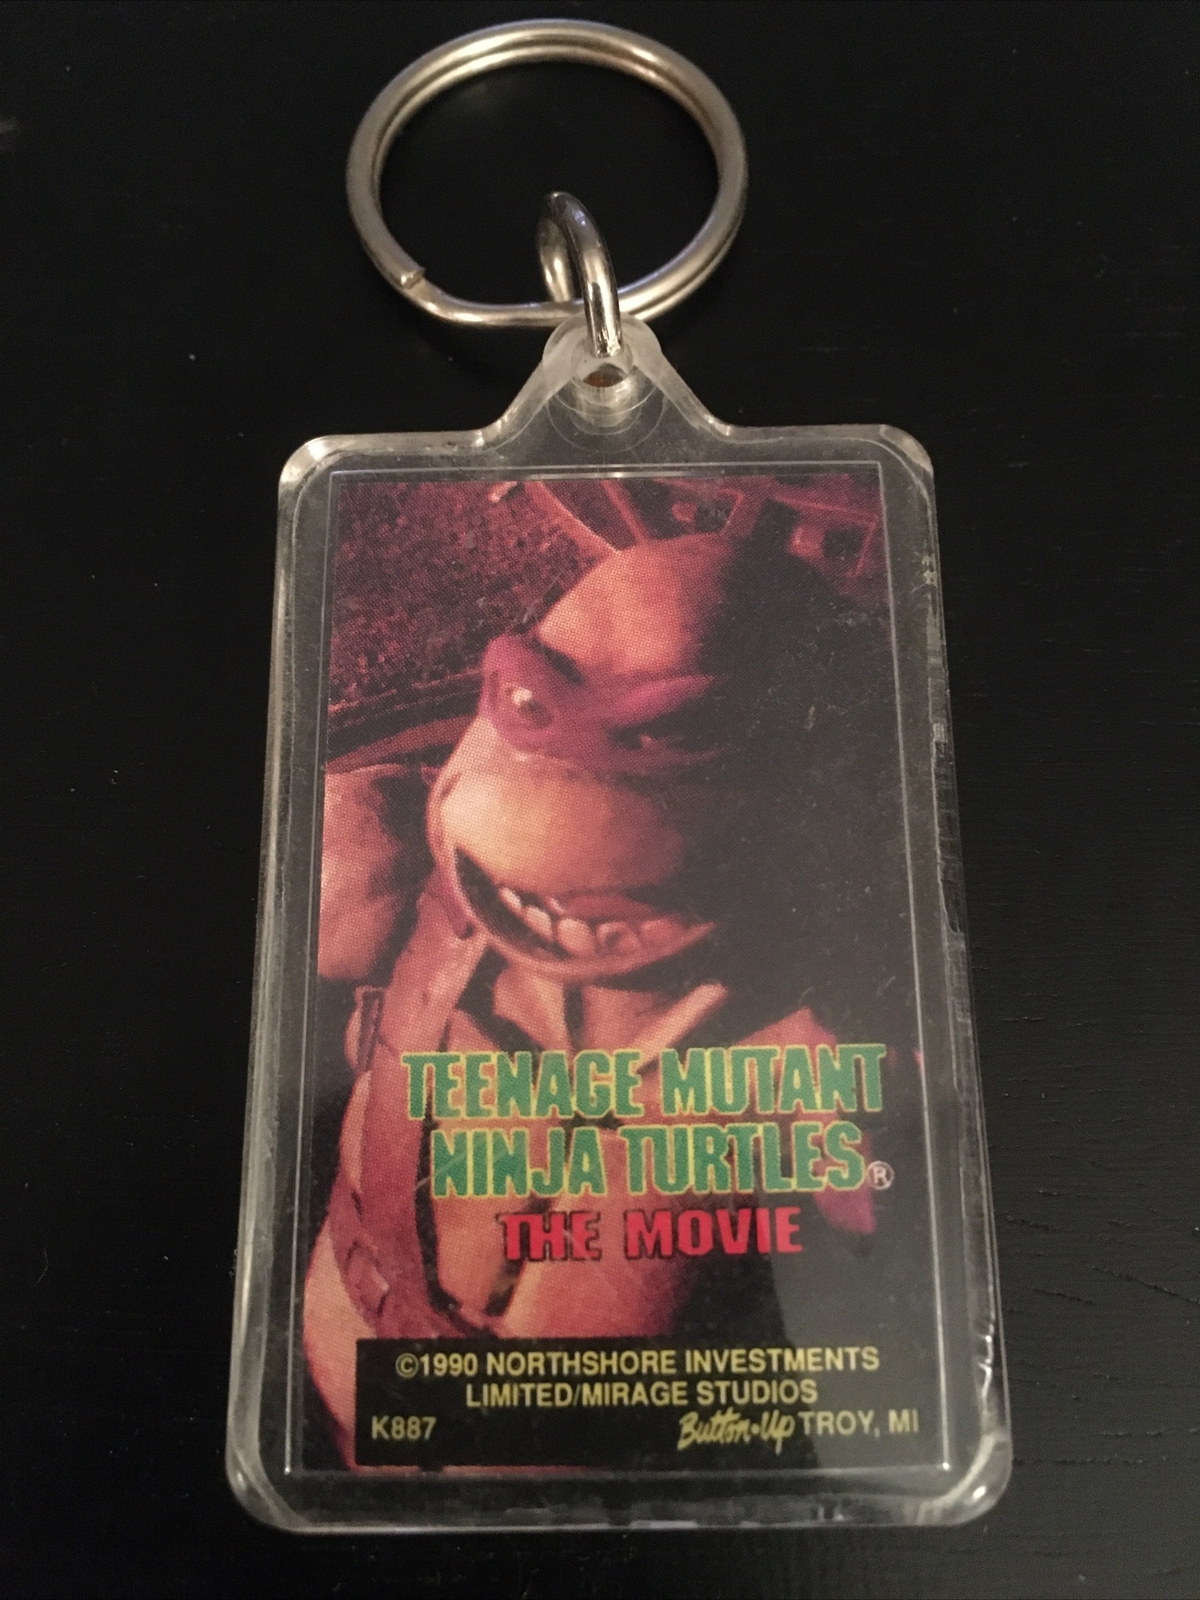 TEENAGE MUTANT
NINJA TURTLES®
THE MOVIE
©1990 NORTHSHORE INVESTMENTS
LIMITED/MIRAGE STUDIOS
K887 Button-Up TROY, MI